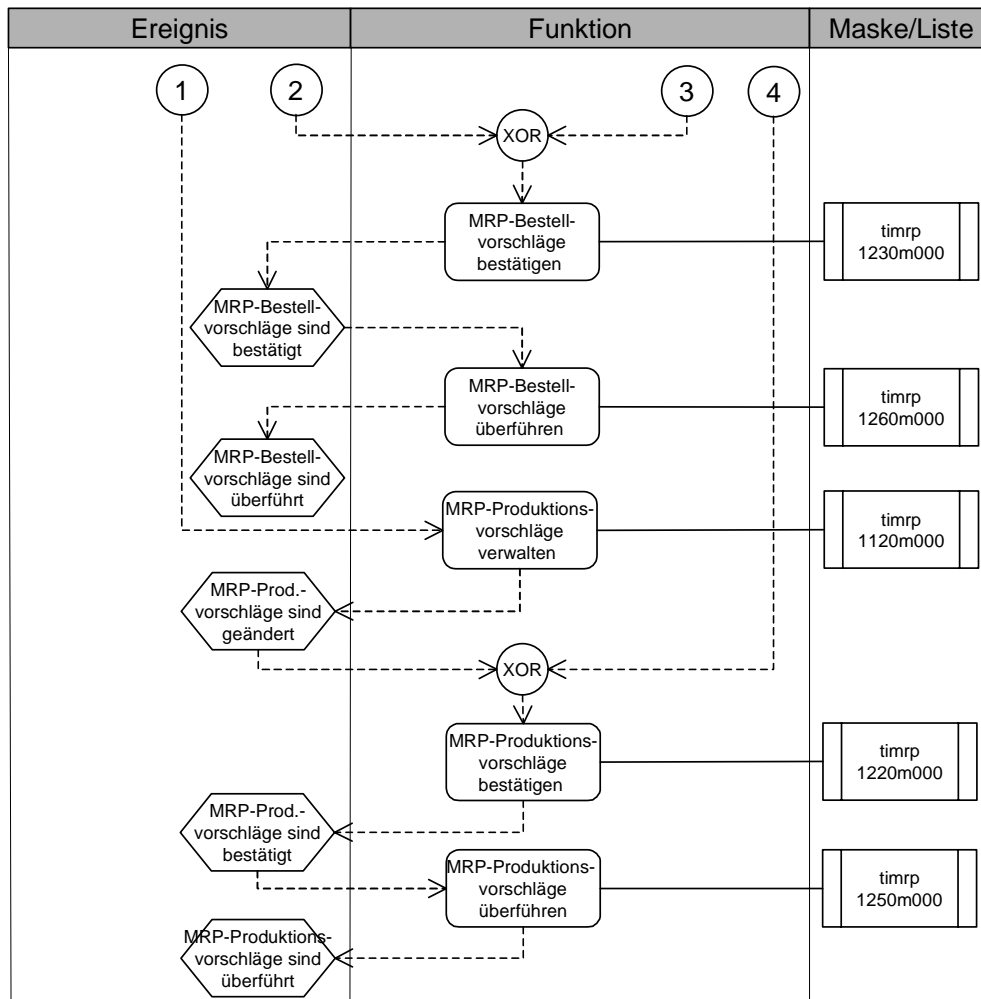 Ereignis
Funktion
Maske/Liste
1
2
3
4
XOR
MRP-Bestell-
vorschläge
bestätigen
timrp
1230m000
MRP-Bestell-
vorschläge sind
bestätigt
MRP-Bestell-
vorschläge
überführen
timrp
1260m000
MRP-Bestell-
vorschläge sind
überführt
MRP-Produktions-
vorschläge
verwalten
timrp
1120m000
MRP-Prod.-
vorschläge sind
geändert
XOR
MRP-Produktions-
vorschläge
bestätigen
timrp
1220m000
MRP-Prod.-
vorschläge sind
bestätigt
MRP-Produktions-
vorschläge
überführen
timrp
1250m000
MRP-Produktions-
vorschläge sind
überführt